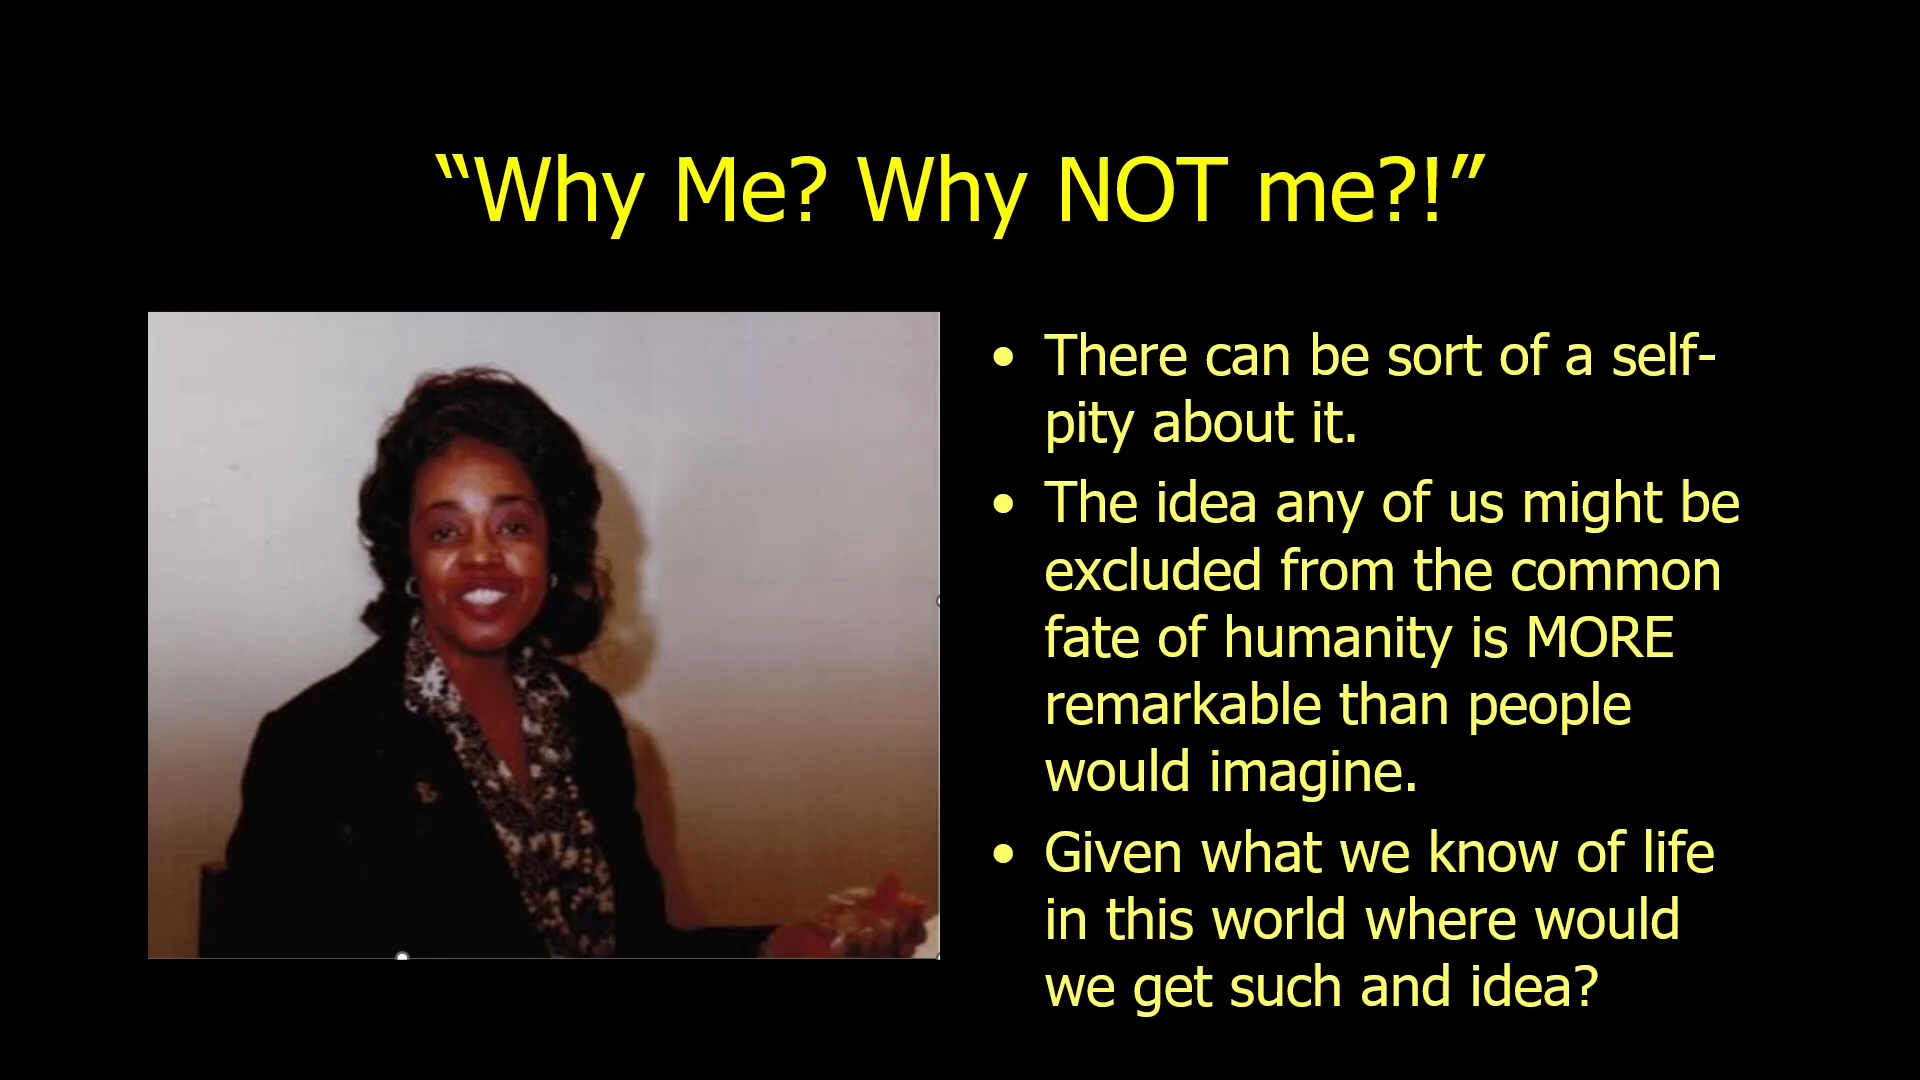 “Why Me? Why NOT me?!”
• There can be sort of a self-
pity about it.
• The idea any of us might be
excluded from the common
fate of humanity is MORE
remarkable than people
would imagine.
• Given what we know of life
in this world where would
we get such and idea?